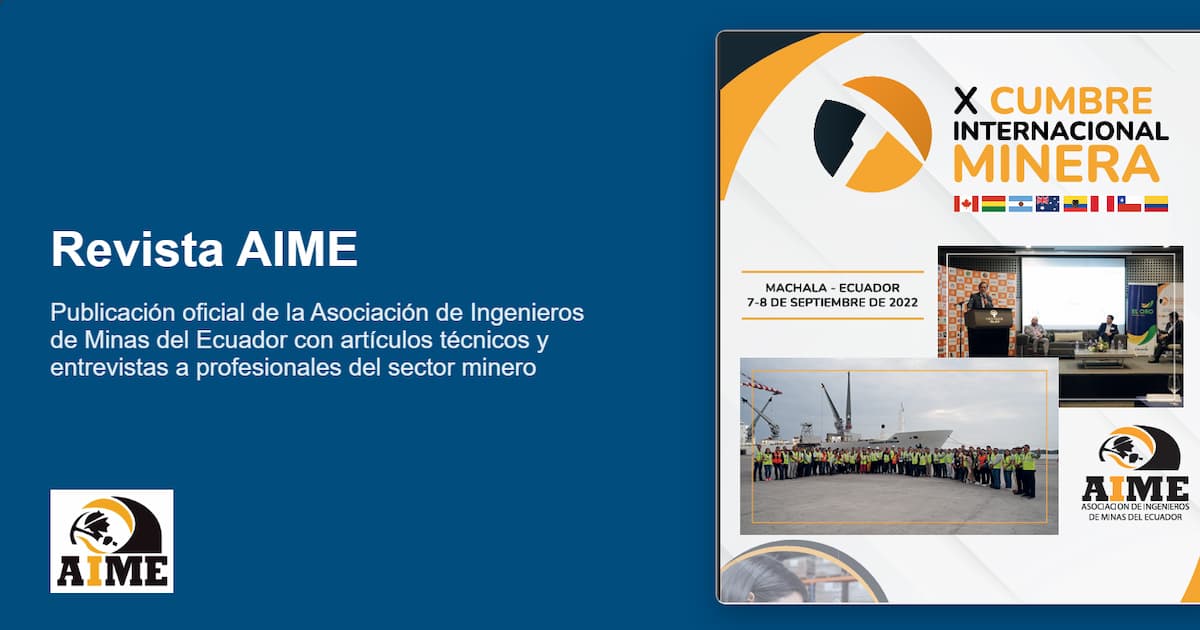 Revista AIME
Publicación oficial de la Asociación de Ingenieros
de Minas del Ecuador con artículos técnicos y
entrevistas a profesionales del sector minero
AIME
X CUMBRE
INTERNACIONAL
MINERA
MACHALA - ECUADOR
7-8 DE SEPTIEMBRE DE 2022
EL ORO
AIME
ASOCIACION DE INGENIEROS
DE MINAS DEL ECUADOR